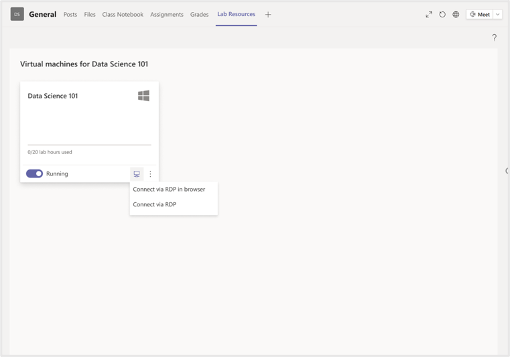 DS General Posts Files Class Notebook Assignments Grades Lab Resources + Meet
?
Virtual machines for Data Science 101
Data Science 101
0/20 lab hours used
Running
Connect via RDP in browser
Connect via RDP